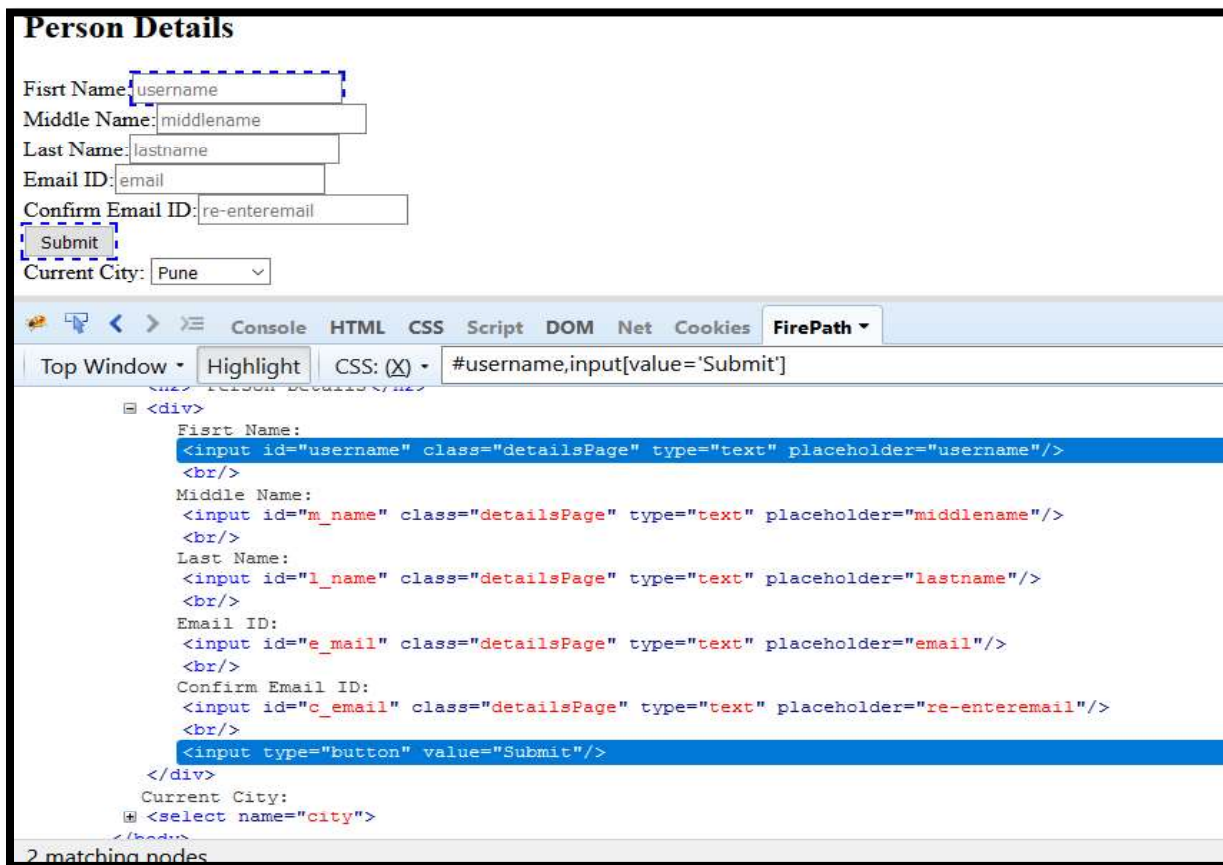 Person Details
Fisrt Name: username
Middle Name: middlename
Last Name: lastname
Email ID: email
Confirm Email ID: re-enteremail
Submit
Current City: Pune
Console HTML CSS Script DOM Net Cookies FirePath
Top Window Highlight CSS: (X) #username,input[value='Submit']
<h2> Person Details</h2>
<div>
Fisrt Name:
<input id="username" class="detailsPage" type="text" placeholder="username"/>
<br/>
Middle Name:
<input id="m_name" class="detailsPage" type="text" placeholder="middlename"/>
<br/>
Last Name:
<input id="l_name" class="detailsPage" type="text" placeholder="lastname"/>
<br/>
Email ID:
<input id="e_mail" class="detailsPage" type="text" placeholder="email"/>
<br/>
Confirm Email ID:
<input id="c_email" class="detailsPage" type="text" placeholder="re-enteremail"/>
<br/>
<input type="button" value="Submit"/>
</div>
Current City:
<select name="city">
</body>
2 matching nodes